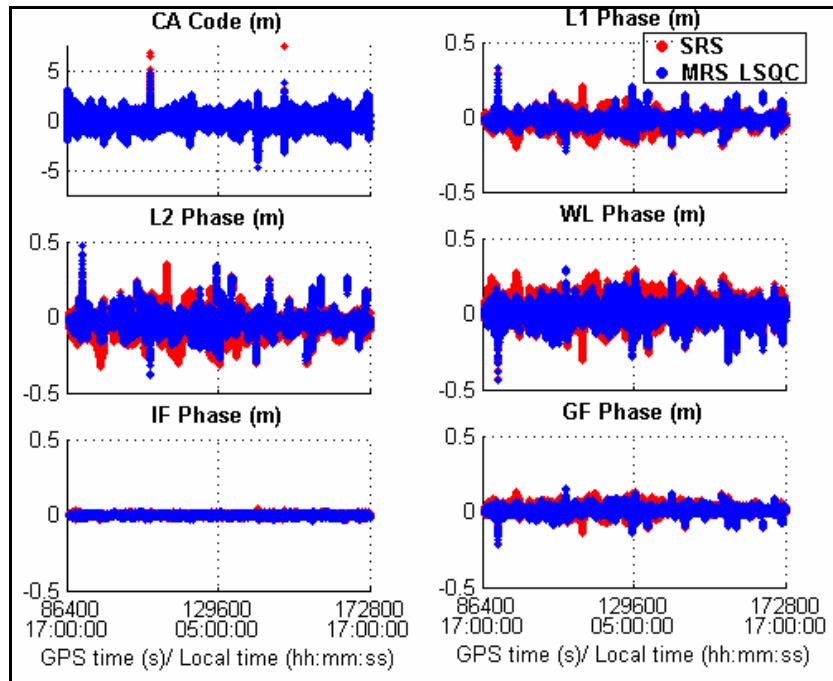 CA Code (m)
5
0
-5
L1 Phase (m)
0.5
0
-0.5
SRS
MRS LSQC
L2 Phase (m)
0.5
0
-0.5
WL Phase (m)
0.5
0
-0.5
IF Phase (m)
0.5
0
-0.5
86400 129600 172800
17:00:00 05:00:00 17:00:00
GPS time (s)/ Local time (hh:mm:ss)
GF Phase (m)
0.5
0
-0.5
86400 129600 172800
17:00:00 05:00:00 17:00:00
GPS time (s)/ Local time (hh:mm:ss)